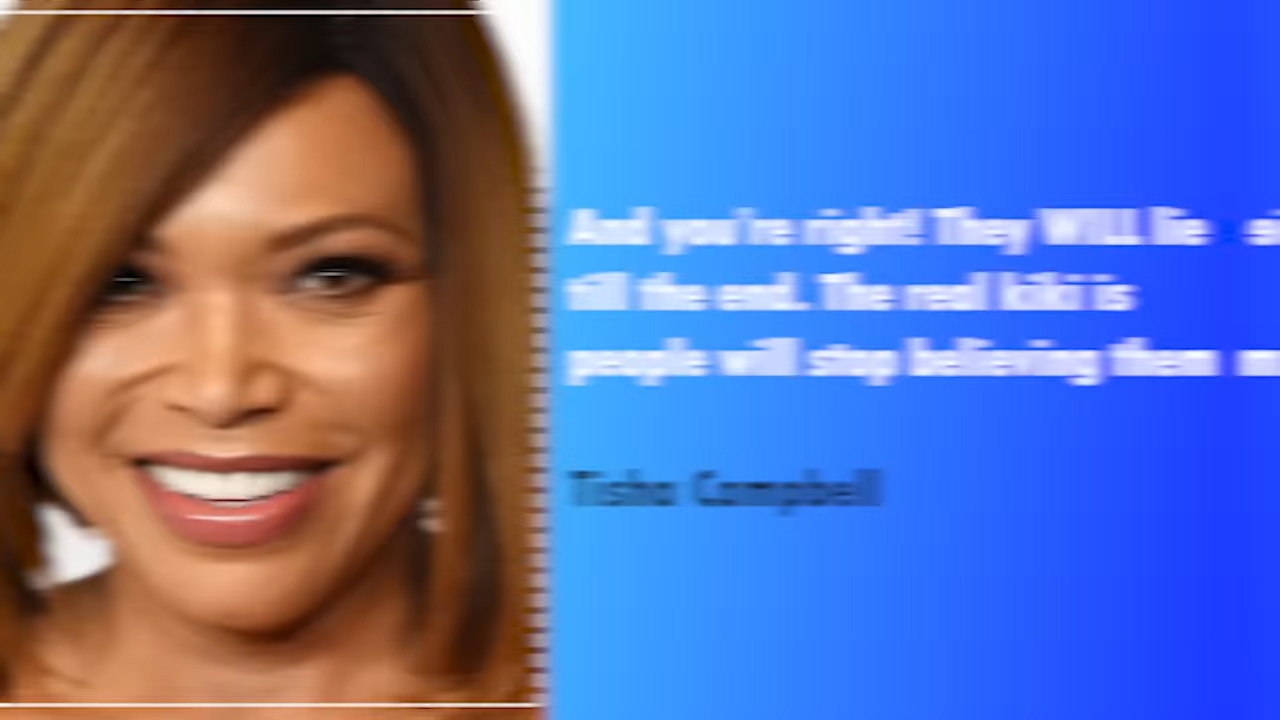 And you're right! They WILL lie
till the end. The real kiki is
people will stop believing them
Tisha Campbell